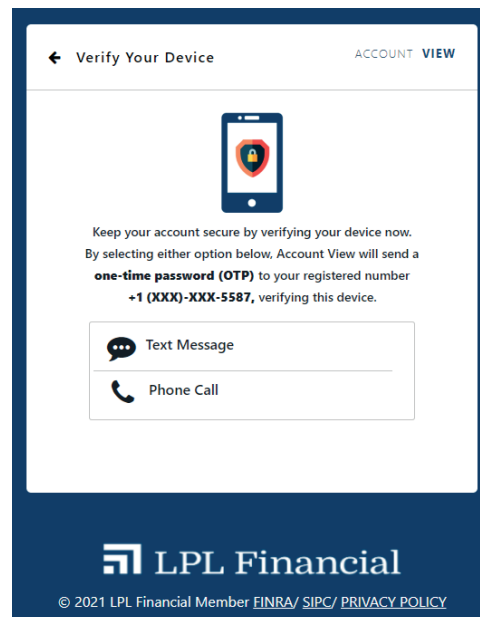 Verify Your Device
ACCOUNT VIEW
Keep your account secure by verifying your device now.
By selecting either option below, Account View will send a
one-time password (OTP) to your registered number
+1 (XXX)-XXX-5587, verifying this device.
Text Message
Phone Call
LPL Financial
© 2021 LPL Financial Member FINRA/ SIPC/ PRIVACY POLICY